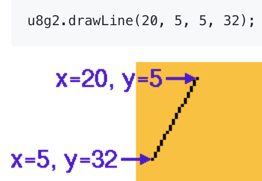 u8g2.drawLine(20, 5, 5, 32);
x=20, y=5
x=5, y=32